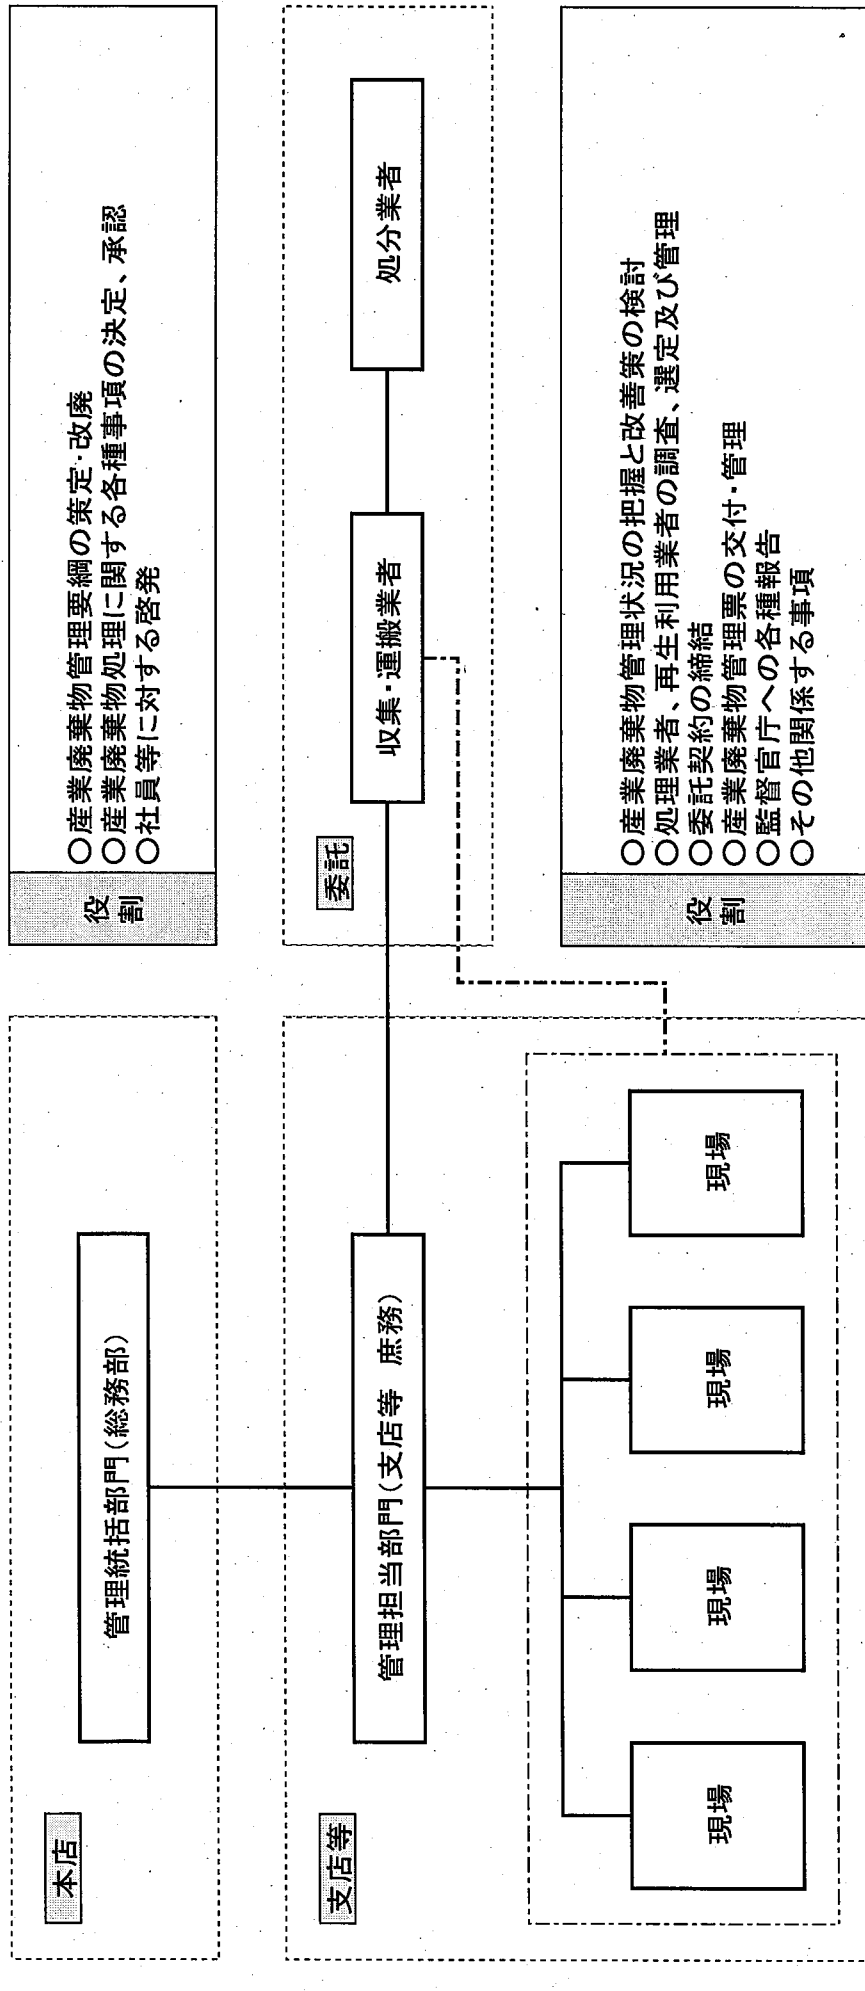 本店
管理統括部門(総務部)
役割
○産業廃棄物管理要綱の策定・改廃
○産業廃棄物処理に関する各種事項の決定、承認
○社員等に対する啓発
支店等
管理担当部門(支店等　庶務)
委託
収集・運搬業者
処分業者
現場
現場
現場
現場
役割
○産業廃棄物管理状況の把握と改善策の検討
○処理業者、再生利用業者の調査、選定及び管理
○委託契約の締結
○産業廃棄物管理票の交付・管理
○監督官庁への各種報告
○その他関係する事項